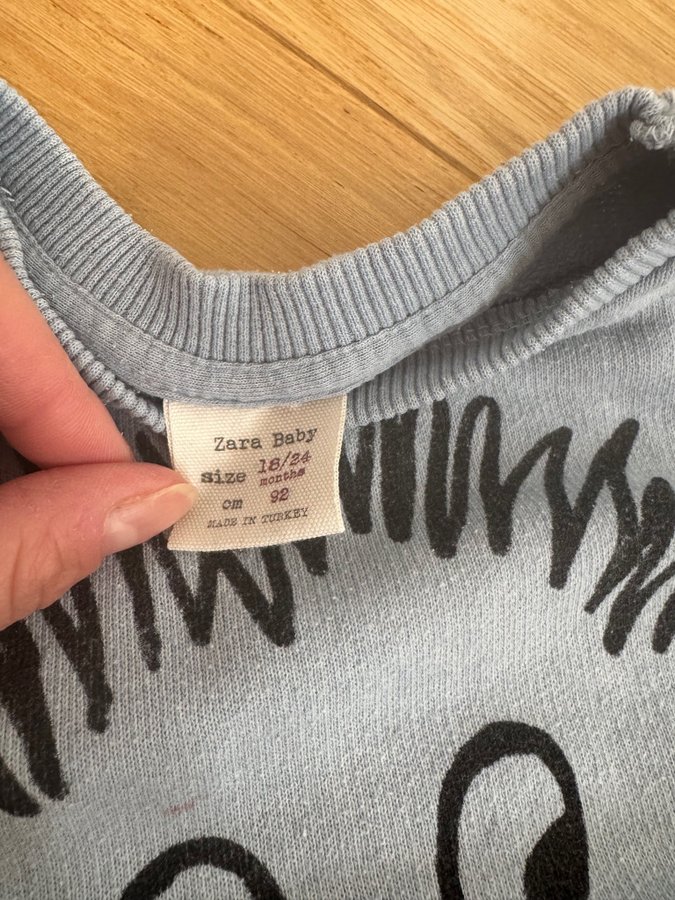 Zara Baby
size 18/24
months
cm 92
MADE IN TURKEY